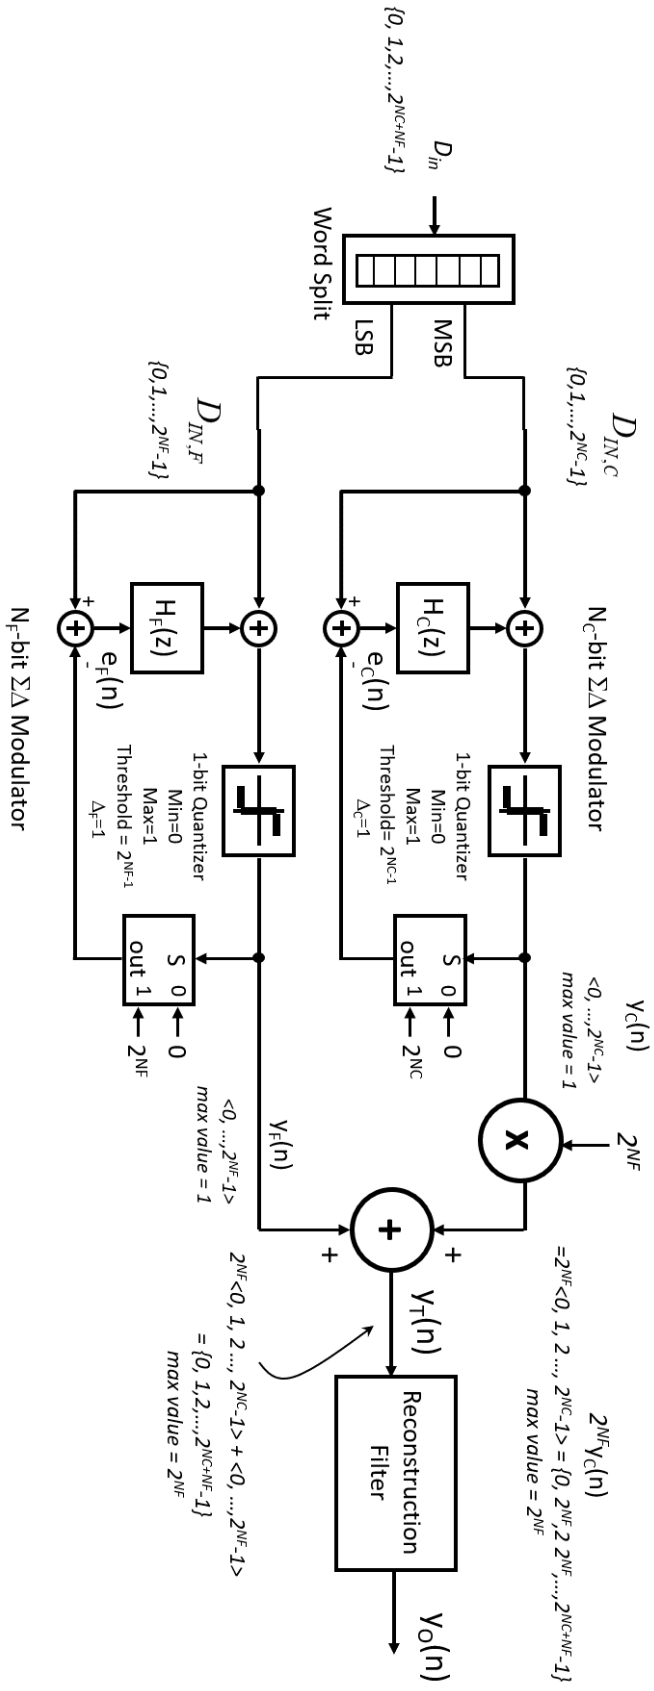 D_in
{0, 1,2,...,2^{NC+NF}-1}
Word Split
MSB
LSB
D_{IN,C}
{0,1,...,2^{NC}-1}
D_{IN,F}
{0,1,...,2^{NF}-1}
N_C-bit ΣΔ Modulator
+
H_C(z)
+
+
-
e_C(n)
1-bit Quantizer
Min=0
Max=1
Threshold= 2^{NC-1}
Δ_C=1
S 0
out 1
0
2^{NC}
y_C(n)
<0, ...,2^{NC}-1>
max value = 1
2^{NF}
X
2^{NF}y_C(n)
=2^{NF}<0, 1, 2 ..., 2^{NC}-1> = {0, 2^{NF},2 2^{NF},...,2^{NC+NF}-1}
max value = 2^{NF}
+
H_F(z)
+
+
-
e_F(n)
1-bit Quantizer
Min=0
Max=1
Threshold = 2^{NF-1}
Δ_F=1
S 0
out 1
0
2^{NF}
N_F-bit ΣΔ Modulator
y_F(n)
<0, ...,2^{NF}-1>
max value = 1
+
+
+
y_T(n)
2^{NF}<0, 1, 2 ..., 2^{NC}-1> + <0, ...,2^{NF}-1>
= {0, 1,2,...,2^{NC+NF}-1}
max value = 2^{NF}
Reconstruction
Filter
y_O(n)